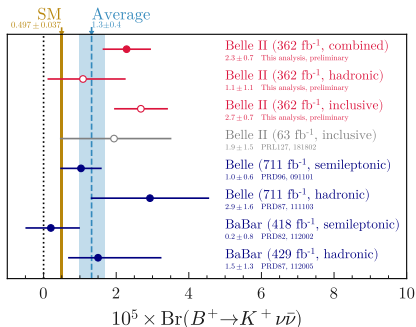 SM Average
0.497±0.037 1.3±0.4
Belle II (362 fb⁻¹, combined)
2.3±0.7 This analysis, preliminary
Belle II (362 fb⁻¹, hadronic)
1.1±1.1 This analysis, preliminary
Belle II (362 fb⁻¹, inclusive)
2.7±0.7 This analysis, preliminary
Belle II (63 fb⁻¹, inclusive)
1.9±1.5 PRL127, 181802
Belle (711 fb⁻¹, semileptonic)
1.0±0.6 PRD96, 091101
Belle (711 fb⁻¹, hadronic)
2.9±1.6 PRD87, 111103
BaBar (418 fb⁻¹, semileptonic)
0.2±0.8 PRD82, 112002
BaBar (429 fb⁻¹, hadronic)
1.5±1.3 PRD87, 112005
0 2 4 6 8 10
10⁵ × Br(B⁺→K⁺νν̄)